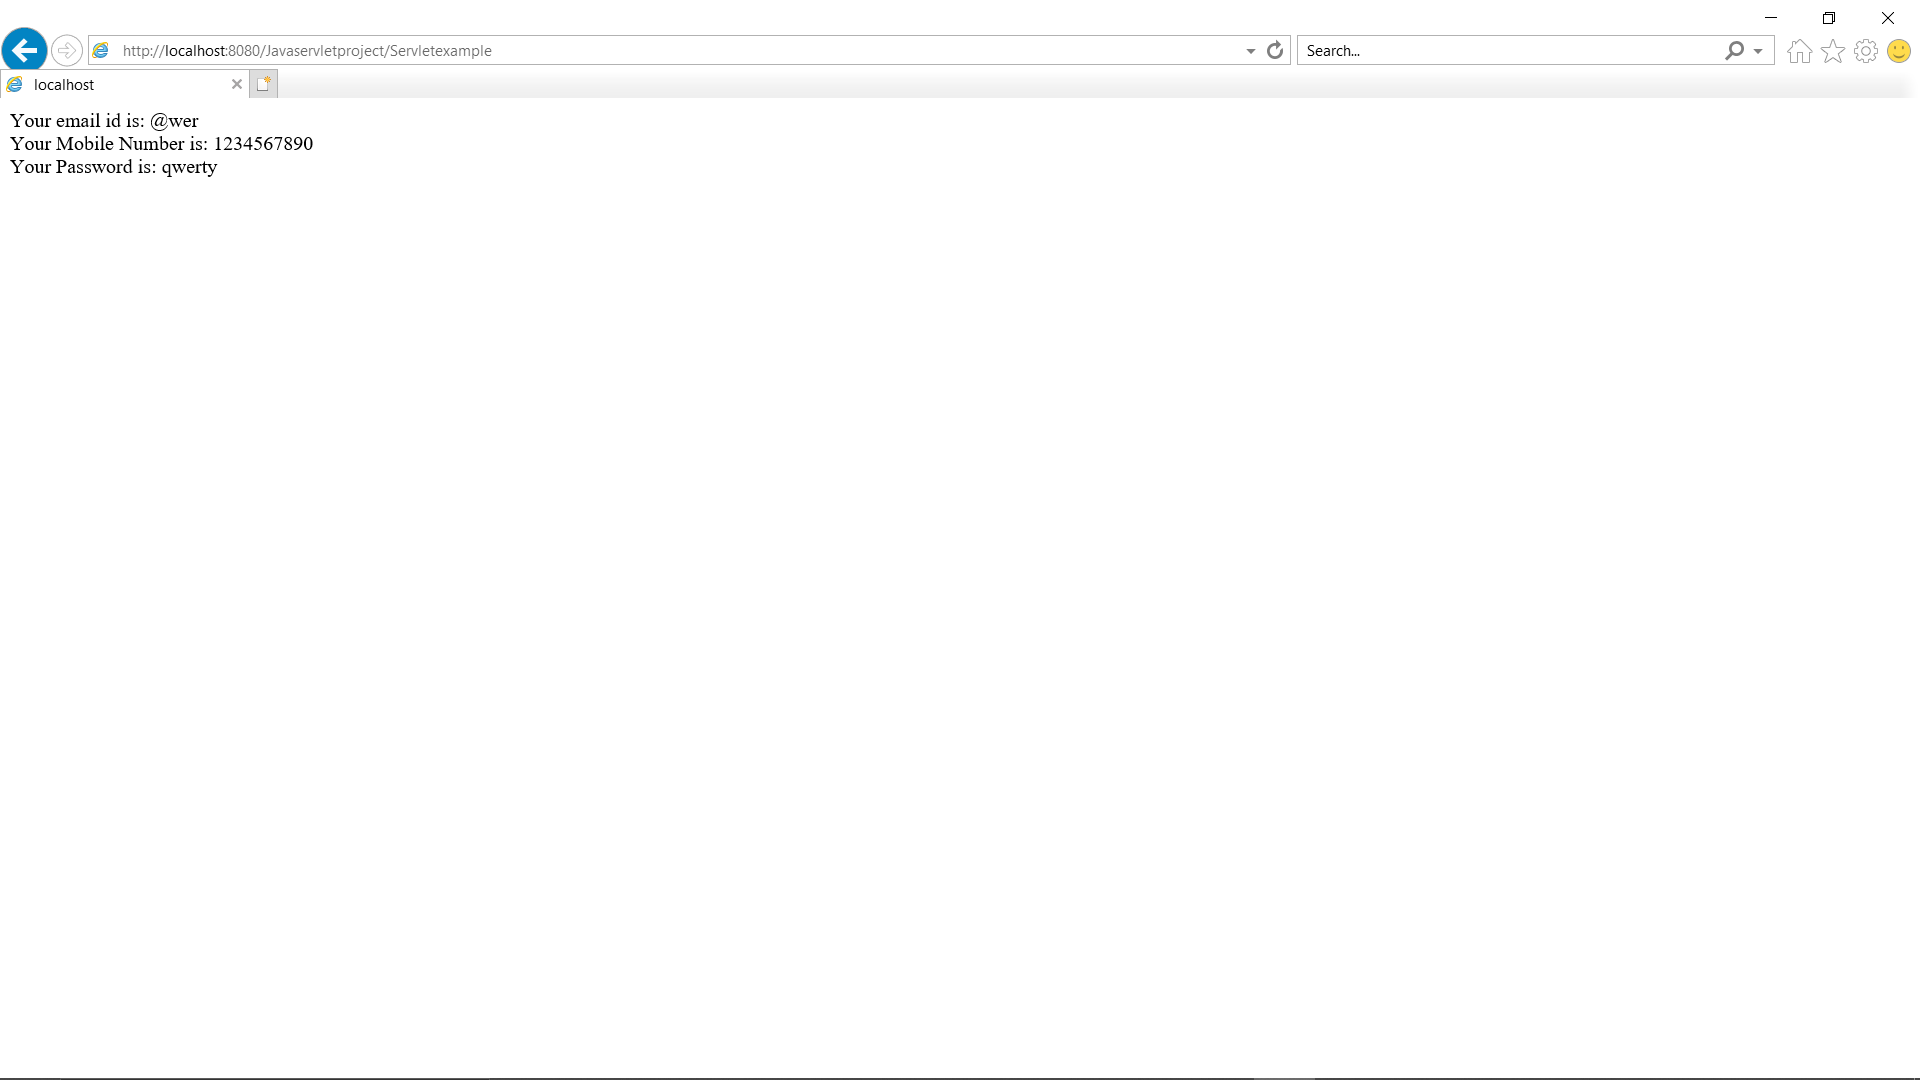 http://localhost:8080/Javaservletproject/Servletexample
Search...
localhost
Your email id is: @wer
Your Mobile Number is: 1234567890
Your Password is: qwerty